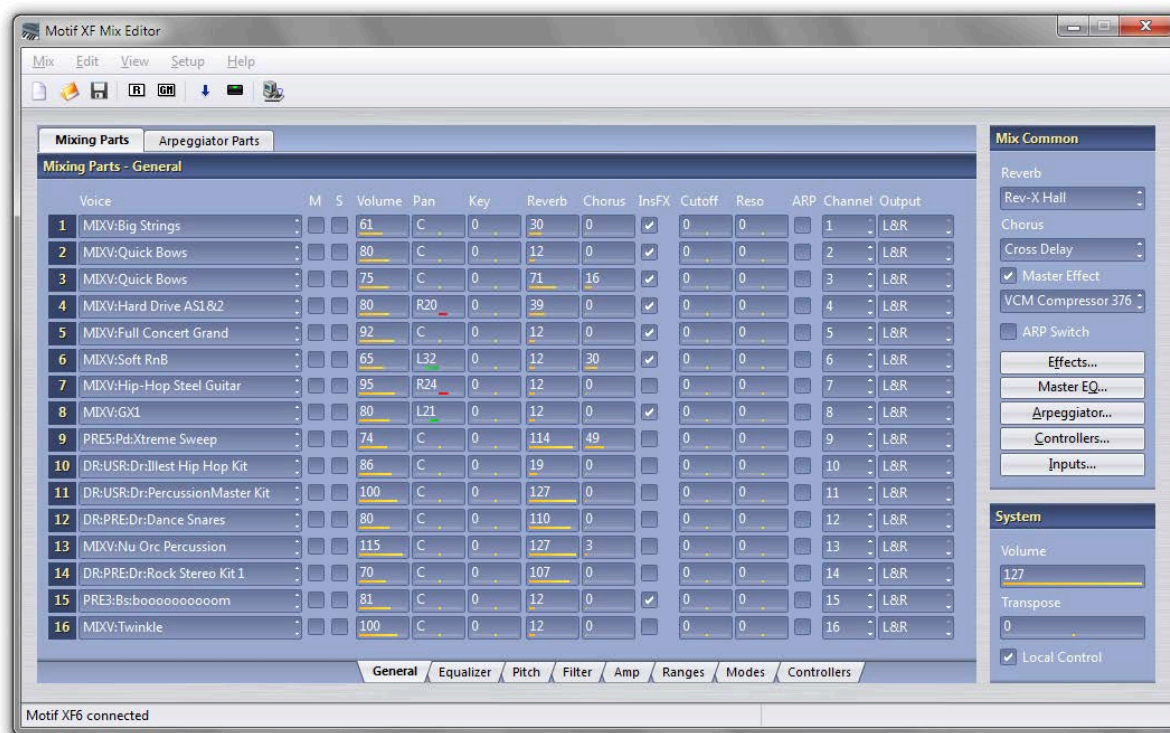 Motif XF Mix Editor
Mix Edit View Setup Help
R GM
Mixing Parts Arpeggiator Parts
Mixing Parts - General
Voice M S Volume Pan Key Reverb Chorus InsFX Cutoff Reso ARP Channel Output
1 MIXV:Big Strings 61 C 0 30 0 0 0 1 L&R
2 MIXV:Quick Bows 80 C 0 12 0 0 0 2 L&R
3 MIXV:Quick Bows 75 C 0 71 16 0 0 3 L&R
4 MIXV:Hard Drive AS1&2 80 R20 0 39 0 0 0 4 L&R
5 MIXV:Full Concert Grand 92 C 0 12 0 0 0 5 L&R
6 MIXV:Soft RnB 65 L32 0 12 30 0 0 6 L&R
7 MIXV:Hip-Hop Steel Guitar 95 R24 0 12 0 0 0 7 L&R
8 MIXV:GX1 80 L21 0 12 0 0 0 8 L&R
9 PRE5:Pd:Xtreme Sweep 74 C 0 114 49 0 0 9 L&R
10 DR:USR:Dr:Illest Hip Hop Kit 86 C 0 19 0 0 0 10 L&R
11 DR:USR:Dr:PercussionMaster Kit 100 C 0 127 0 0 0 11 L&R
12 DR:PRE:Dr:Dance Snares 80 C 0 110 0 0 0 12 L&R
13 MIXV:Nu Orc Percussion 115 C 0 127 3 0 0 13 L&R
14 DR:PRE:Dr:Rock Stereo Kit 1 70 C 0 107 0 0 0 14 L&R
15 PRE3:Bs:boooooooooom 81 C 0 12 0 0 0 15 L&R
16 MIXV:Twinkle 100 C 0 12 0 0 0 16 L&R
General Equalizer Pitch Filter Amp Ranges Modes Controllers
Mix Common
Reverb
Rev-X Hall
Chorus
Cross Delay
Master Effect
VCM Compressor 376
ARP Switch
Effects...
Master EQ...
Arpeggiator...
Controllers...
Inputs...
System
Volume
127
Transpose
0
Local Control
Motif XF6 connected